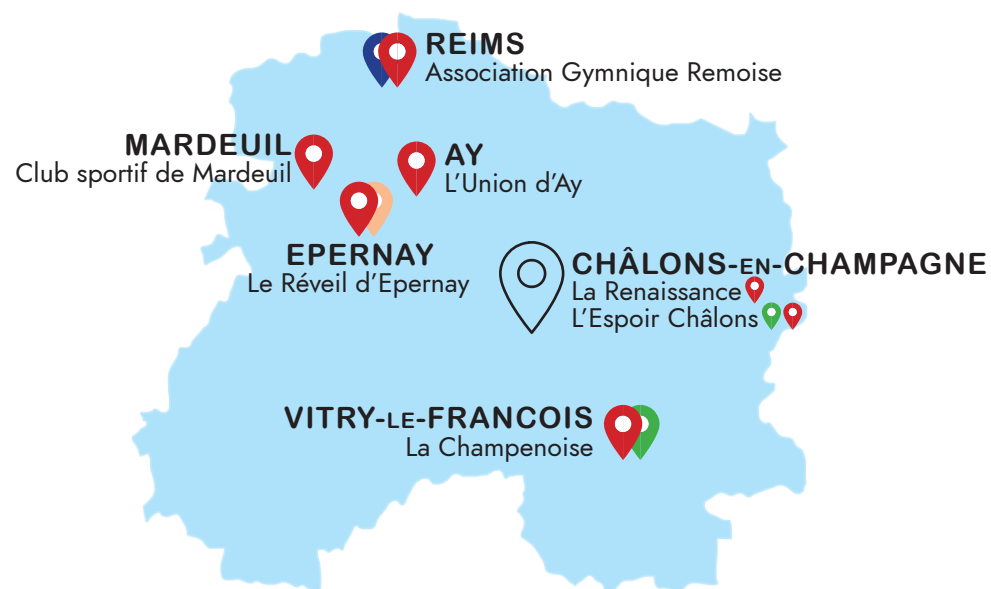 REIMS
Association Gymnique Remoise
MARDEUIL
Club sportif de Mardeuil
AY
L'Union d'Ay
EPERNAY
Le Réveil d'Epernay
CHÂLONS-EN-CHAMPAGNE
La Renaissance
L'Espoir Châlons
VITRY-LE-FRANCOIS
La Champenoise